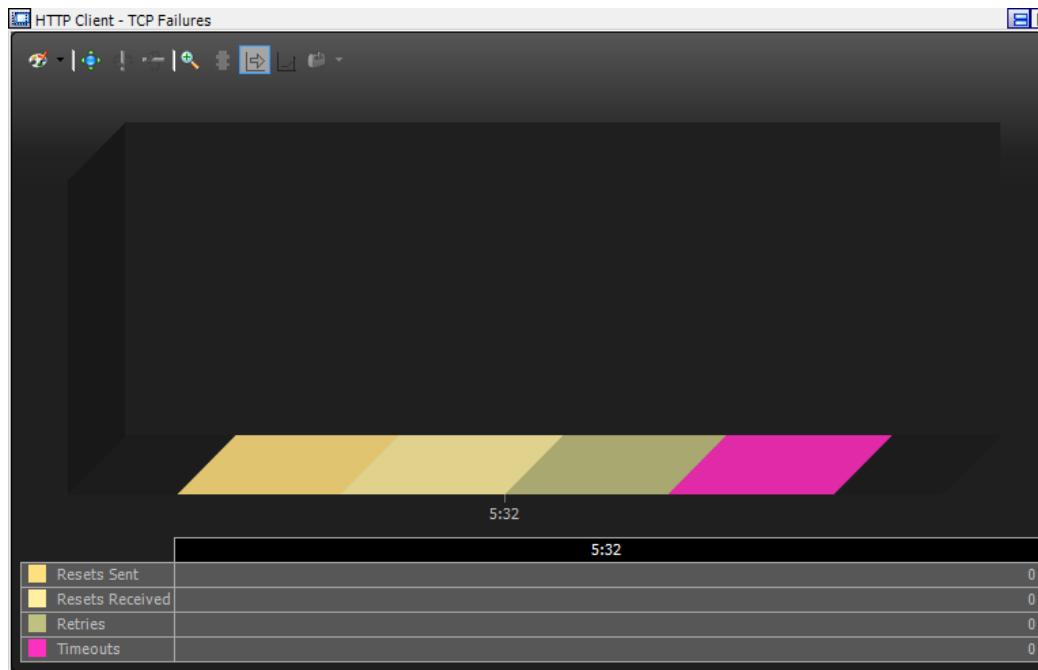 HTTP Client - TCP Failures
5:32
5:32
Resets Sent 0
Resets Received 0
Retries 0
Timeouts 0